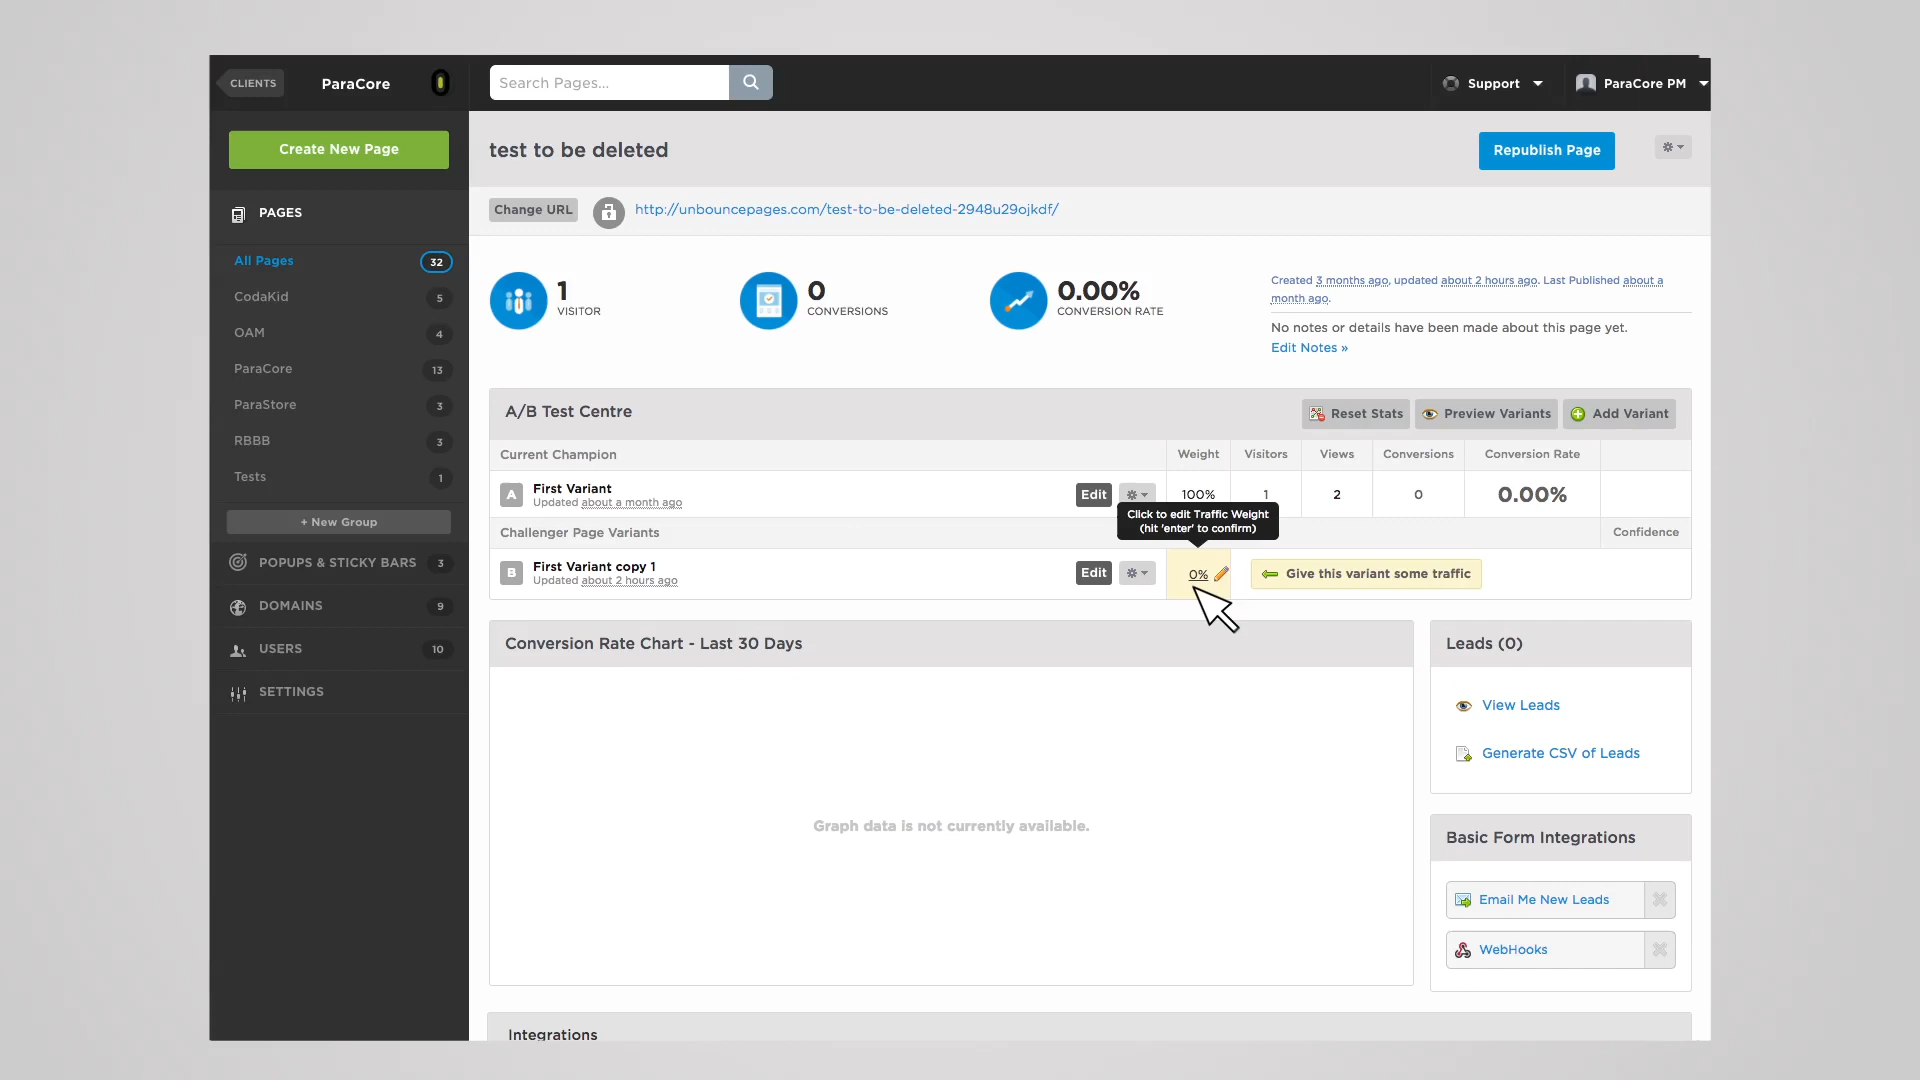 CLIENTS
ParaCore
Search Pages...
Support
ParaCore PM
Create New Page
PAGES
All Pages 32
CodaKid 5
OAM 4
ParaCore 13
ParaStore 3
RBBB 3
Tests 1
+ New Group
POPUPS & STICKY BARS 3
DOMAINS 9
USERS 10
SETTINGS
test to be deleted
Republish Page
Change URL
http://unbouncepages.com/test-to-be-deleted-2948u29ojkdf/
1
VISITOR
0
CONVERSIONS
0.00%
CONVERSION RATE
Created 3 months ago, updated about 2 hours ago. Last Published about a
month ago.
No notes or details have been made about this page yet.
Edit Notes »
A/B Test Centre
Reset Stats
Preview Variants
Add Variant
Current Champion Weight Visitors Views Conversions Conversion Rate
A First Variant Edit 100% 1 2 0 0.00%
Updated about a month ago
Click to edit Traffic Weight
(hit 'enter' to confirm)
Challenger Page Variants Confidence
B First Variant copy 1 Edit 0% Give this variant some traffic
Updated about 2 hours ago
Conversion Rate Chart - Last 30 Days
Graph data is not currently available.
Leads (0)
View Leads
Generate CSV of Leads
Basic Form Integrations
Email Me New Leads
WebHooks
Integrations